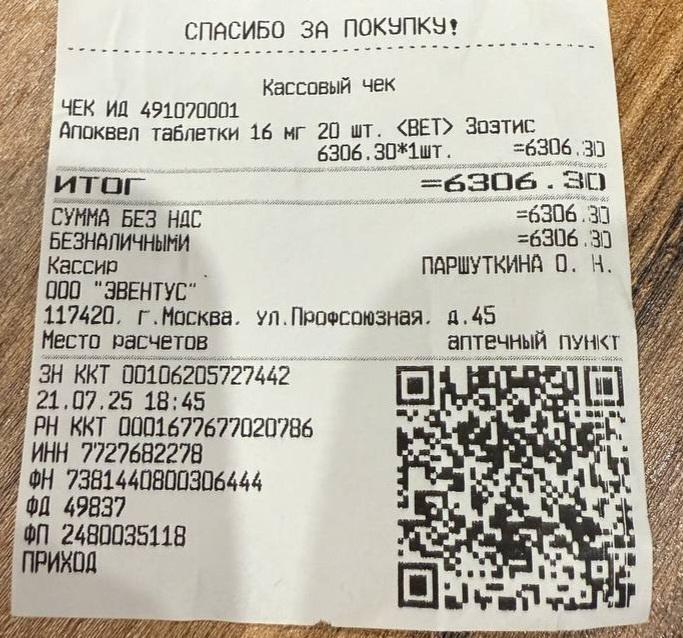 СПАСИБО ЗА ПОКУПКУ!
Кассовый чек
ЧЕК ИД 491070001
Апоквел таблетки 16 мг 20 шт. <ВЕТ> Зоэтис
6306.30*1шт. =6306.30
ИТОГ =6306.30
СУММА БЕЗ НДС =6306.30
БЕЗНАЛИЧНЫМИ =6306.30
Кассир ПАРШУТКИНА О. Н.
ООО "ЭВЕНТУС"
117420, г.Москва, ул.Профсоюзная, д.45
Место расчетов аптечный пункт
ЗН ККТ 00106205727442
21.07.25 18:45
РН ККТ 0001677677020786
ИНН 7727682278
ФН 7381440800306444
ФД 49837
ФП 2480035118
ПРИХОД